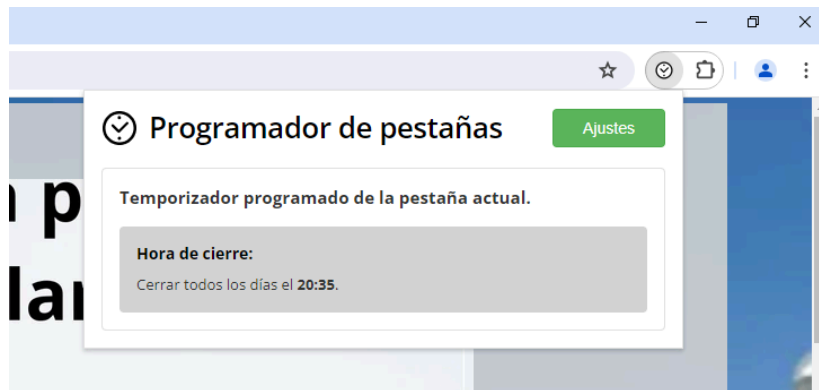 Programador de pestañas
Ajustes
p
lar
Temporizador programado de la pestaña actual.
Hora de cierre:
Cerrar todos los días el 20:35.